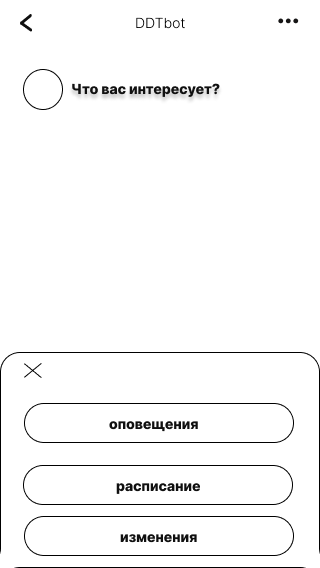 DDTbot
Что вас интересует?
оповещения
расписание
изменения